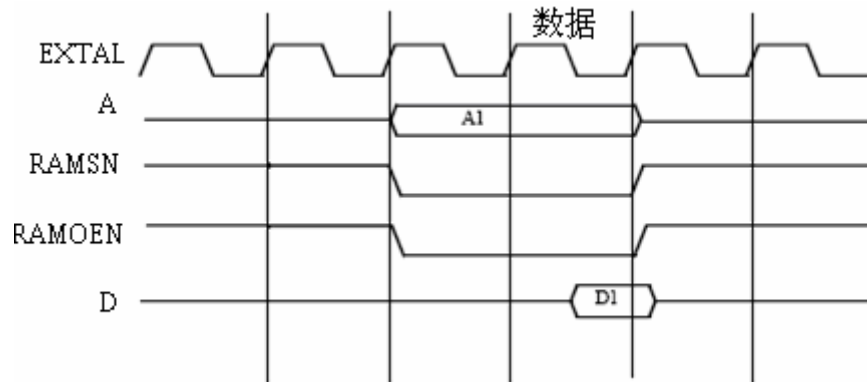 数据
EXTAL
A
A1
RAMSN
RAMOEN
D
D1